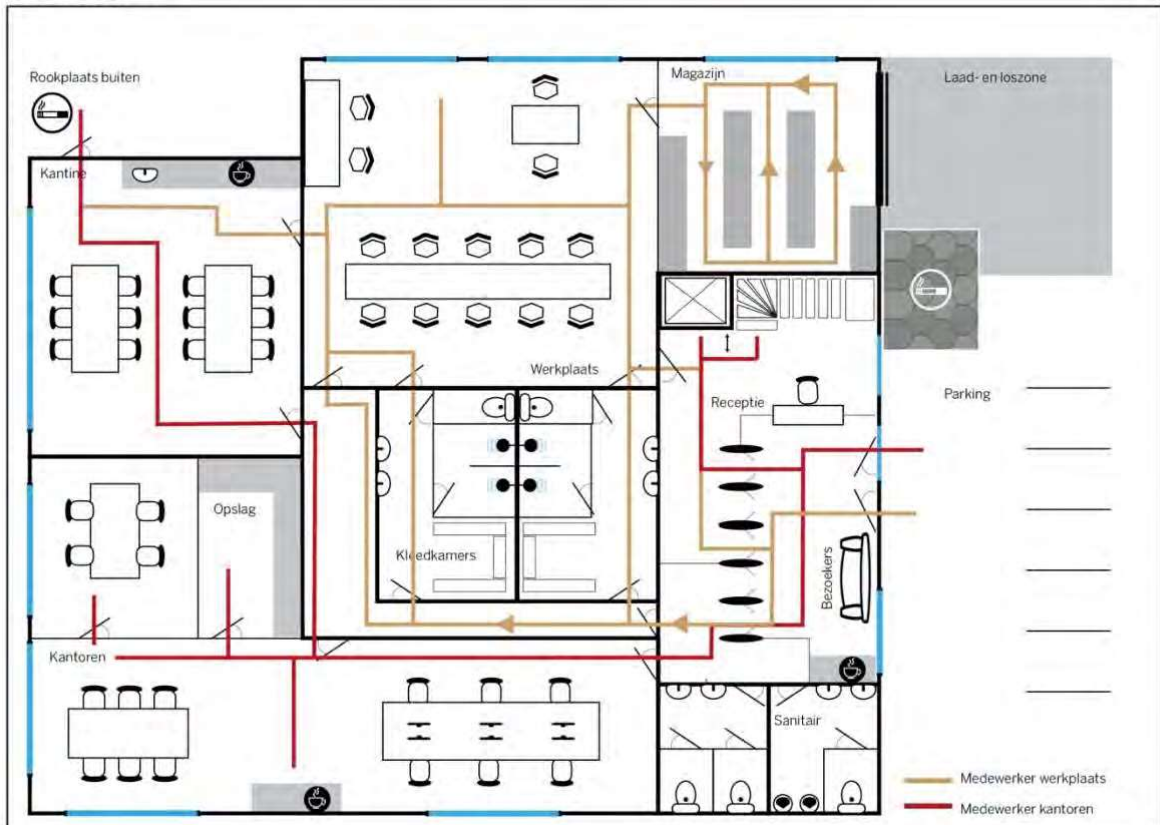 Rookplaats buiten
Magazijn
Laad- en loszone
Kantine
Werkplaats
Receptie
Parking
Opslag
Kleedkamers
Bezoekers
Kantoren
Sanitair
Medewerker werkplaats
Medewerker kantoren